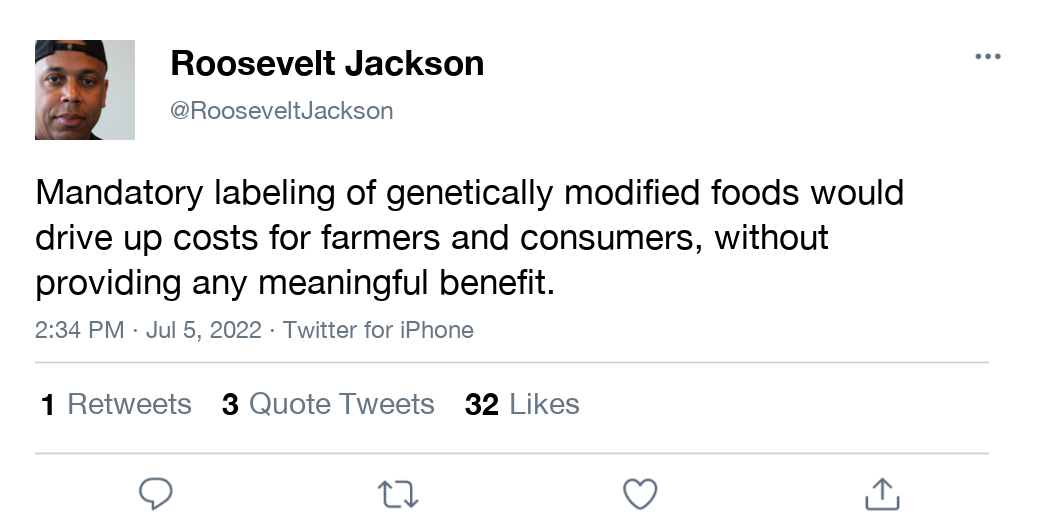 Roosevelt Jackson
@RooseveltJackson
Mandatory labeling of genetically modified foods would
drive up costs for farmers and consumers, without
providing any meaningful benefit.
2:34 PM · Jul 5, 2022 · Twitter for iPhone
1 Retweets 3 Quote Tweets 32 Likes